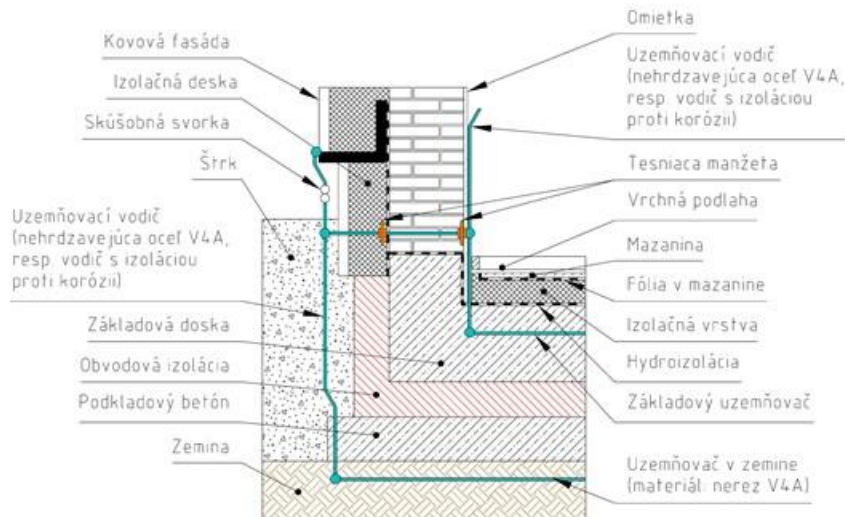 Kovová fasáda
Izolačná deska
Skúšobná svorka
Štrk
Uzemňovací vodič
(nehrdzavejúca oceľ V4A,
resp. vodič s izoláciou
proti korózii)
Základová doska
Obvodová izolácia
Podkladový betón
Zemina
Omietka
Uzemňovací vodič
(nehrdzavejúca oceľ V4A,
resp. vodič s izoláciou
proti korózii)
Tesniaca manžeta
Vrchná podlaha
Mazanina
Fólia v mazanine
Izolačná vrstva
Hydroizolácia
Základový uzemňovač
Uzemňovač v zemine
(materiál: nerez V4A)